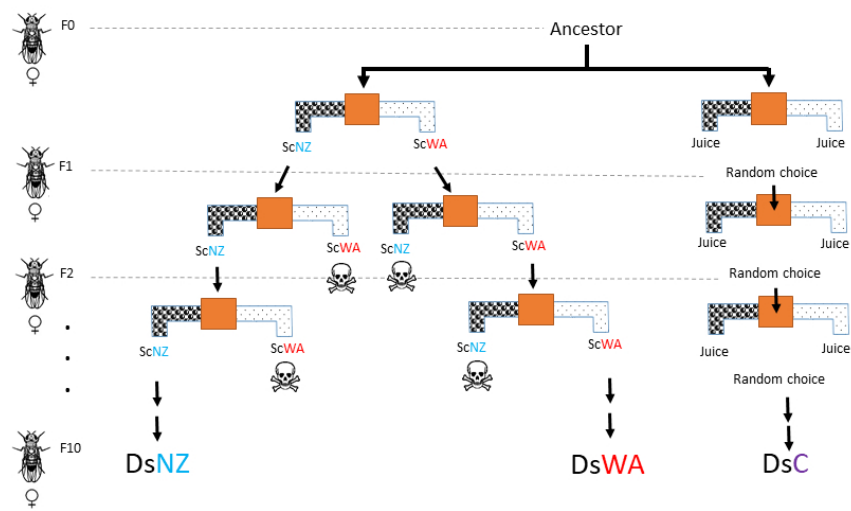 F0
Ancestor
ScNZ
ScWA
Juice
Juice
F1
Random choice
ScNZ
ScWA
ScNZ
ScWA
Juice
Juice
F2
Random choice
ScNZ
ScWA
ScNZ
ScWA
Juice
Juice
Random choice
F10
DsNZ
DsWA
DsC